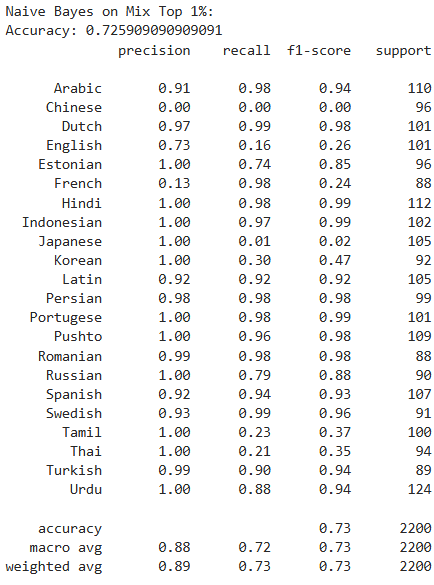 Naive Bayes on Mix Top 1%:
Accuracy: 0.725909090909091
precision recall f1-score support
Arabic 0.91 0.98 0.94 110
Chinese 0.00 0.00 0.00 96
Dutch 0.97 0.99 0.98 101
English 0.73 0.16 0.26 101
Estonian 1.00 0.74 0.85 96
French 0.13 0.98 0.24 88
Hindi 1.00 0.98 0.99 112
Indonesian 1.00 0.97 0.99 102
Japanese 1.00 0.01 0.02 105
Korean 1.00 0.30 0.47 92
Latin 0.92 0.92 0.92 105
Persian 0.98 0.98 0.98 99
Portugese 1.00 0.98 0.99 101
Pushto 1.00 0.96 0.98 109
Romanian 0.99 0.98 0.98 88
Russian 1.00 0.79 0.88 90
Spanish 0.92 0.94 0.93 107
Swedish 0.93 0.99 0.96 91
Tamil 1.00 0.23 0.37 100
Thai 1.00 0.21 0.35 94
Turkish 0.99 0.90 0.94 89
Urdu 1.00 0.88 0.94 124
accuracy 0.73 2200
macro avg 0.88 0.72 0.73 2200
weighted avg 0.89 0.73 0.73 2200